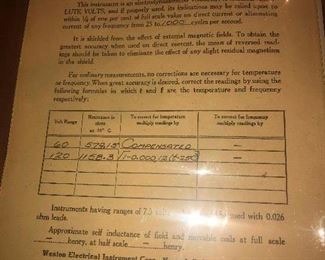 This instrument is an electrodynamometer
LUTE VOLTS, and if properly used, its indications may be relied upon to
within ¼ of one per cent of full scale value on direct current or alternating
current of any frequency from 25 to 1000 cycles per second.
It is shielded from the effect of external magnetic fields. To obtain the
greatest accuracy when used on direct current, the mean of reversed read-
ings should be taken to eliminate the effect of any slight residual magnetism
in the shield.
For ordinary measurements, no corrections are necessary for temperature
or frequency. When great accuracy is desired, correct the readings by using the
following formulas in which t and f are the temperature and frequency
respectively:
Volt Range Resistance in ohms at 25° C To correct for temperature multiply readings by To correct for frequency multiply readings by
60 579.15 COMPENSATED —
120 1158.3 —
Instruments having ranges of 7.5 with 0.026
ohm leads.
Approximate self inductance of field and movable coils at full scale
— henry, at half scale — henry.
Weston Electrical Instrument Corp.